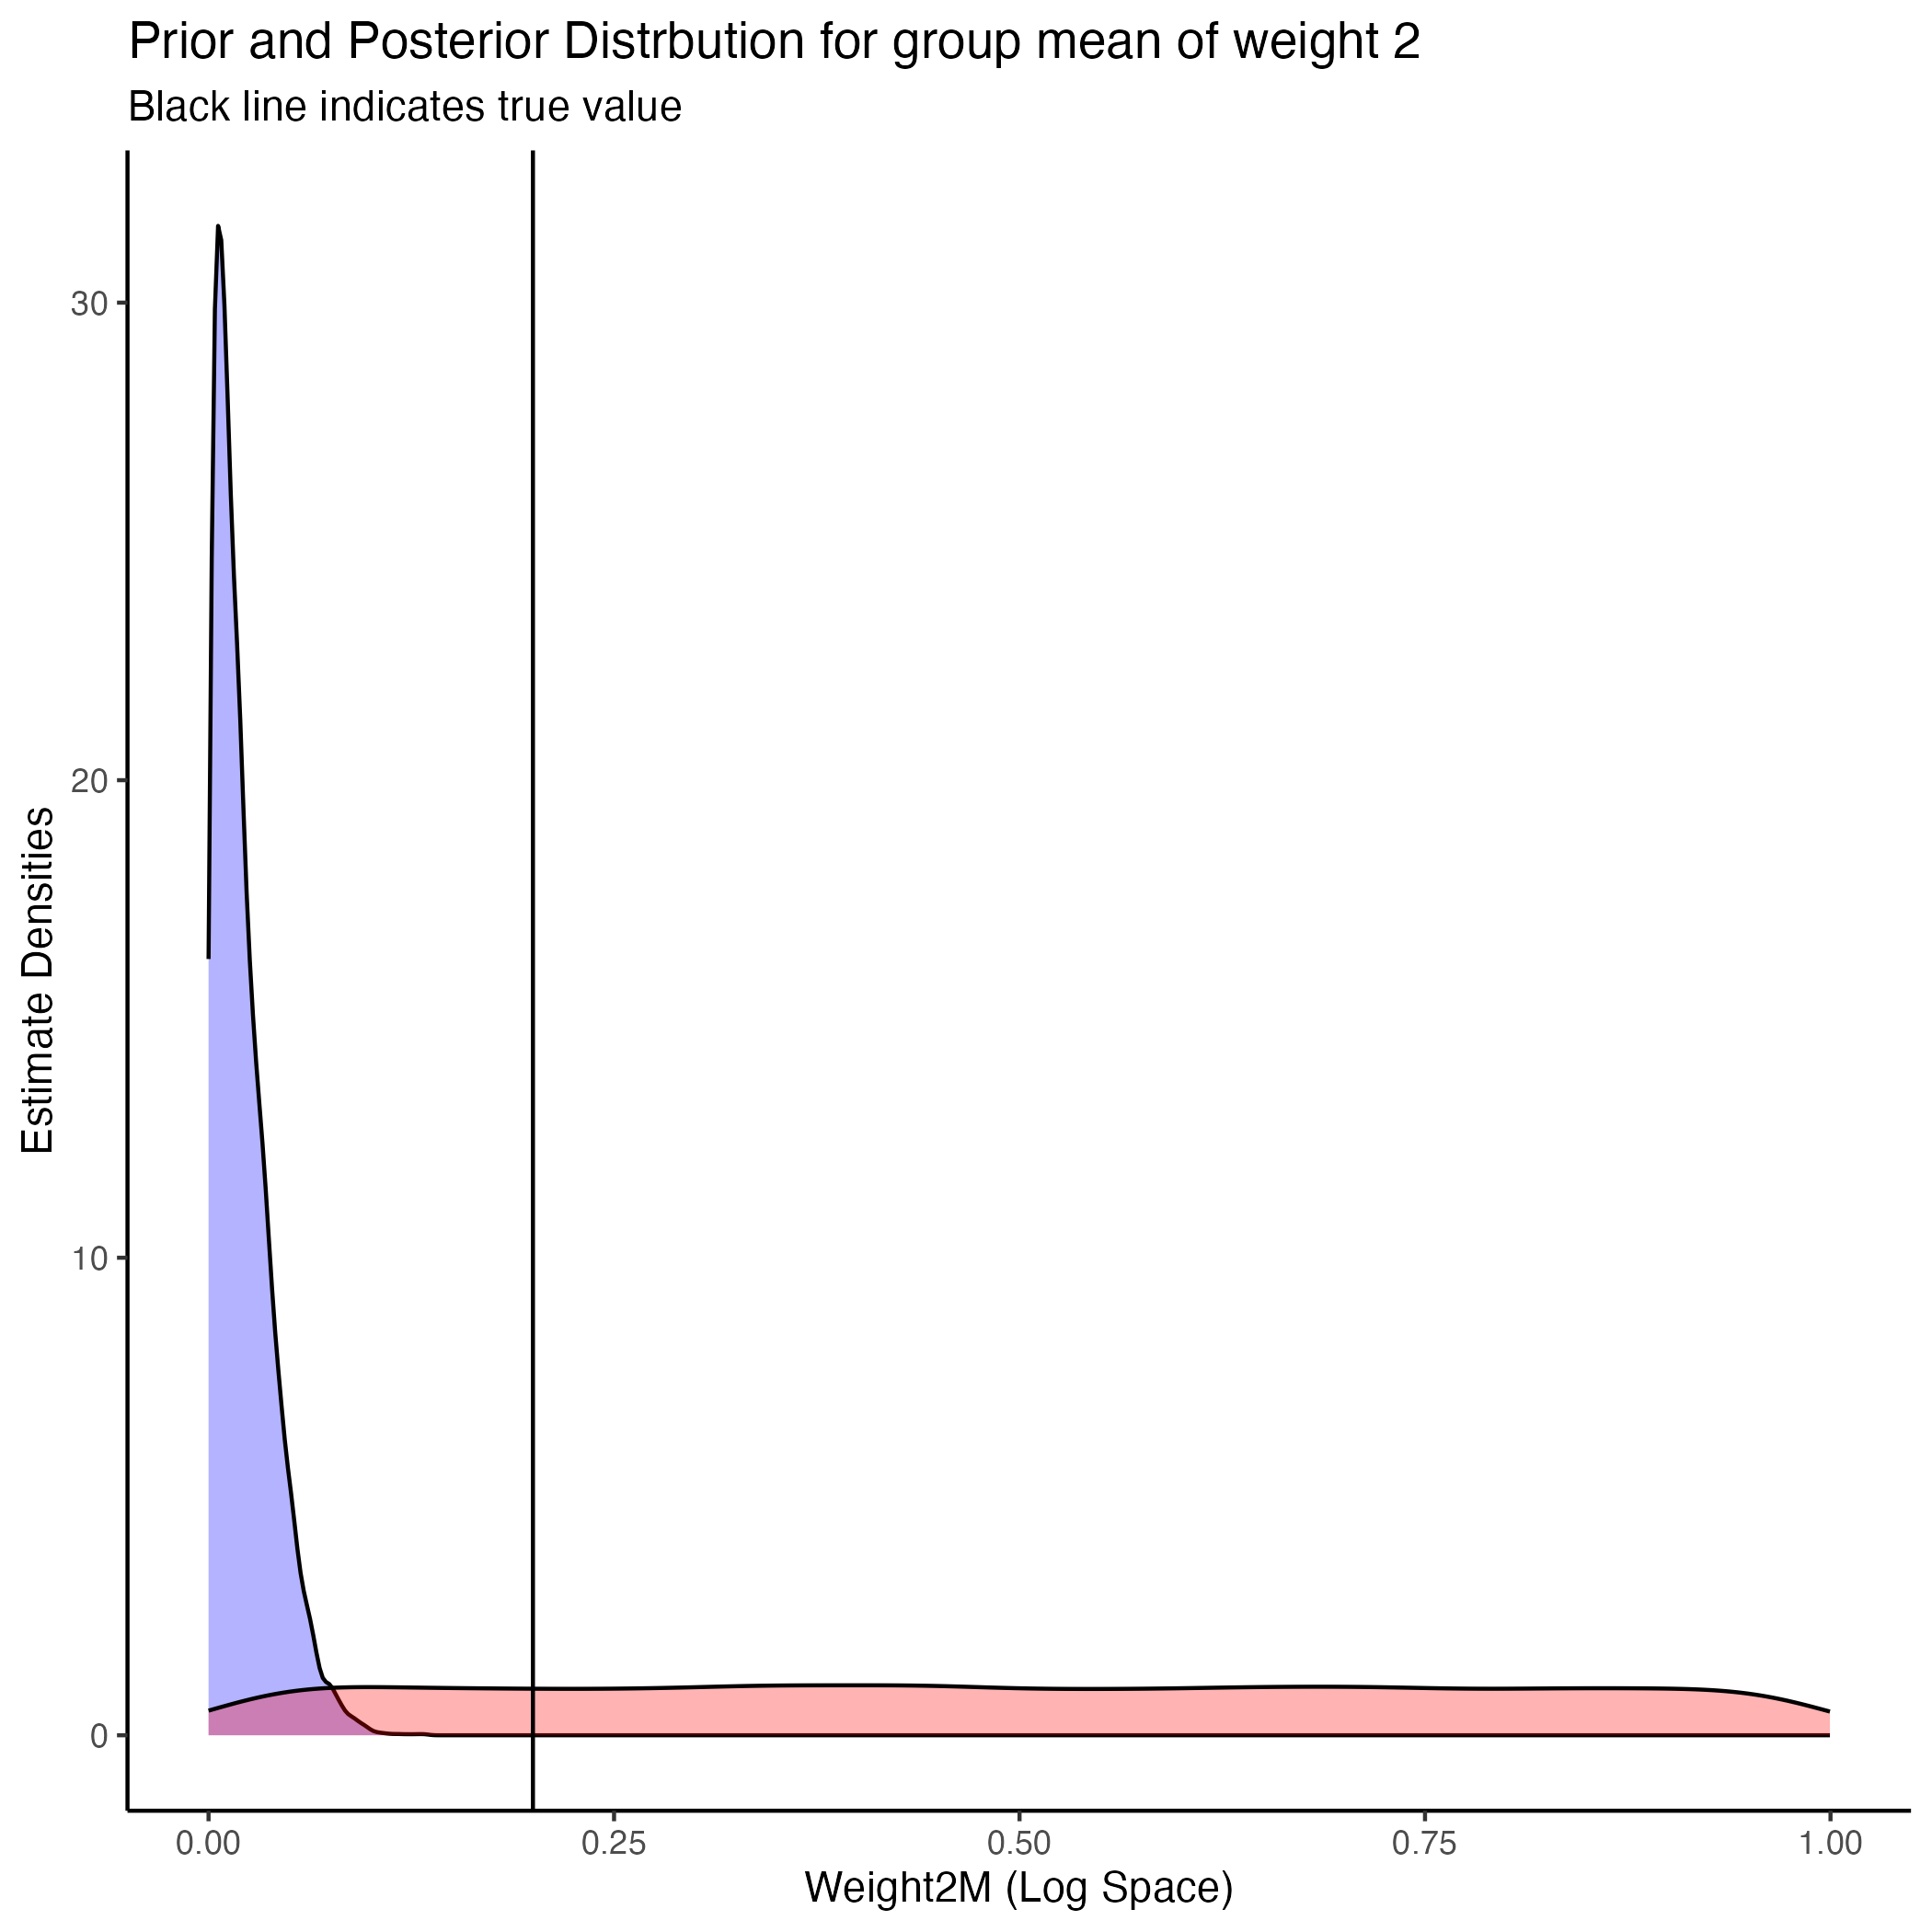 Prior and Posterior Distrbution for group mean of weight 2
Black line indicates true value
30
20
10
0
Estimate Densities
0.00 0.25 0.50 0.75 1.00
Weight2M (Log Space)